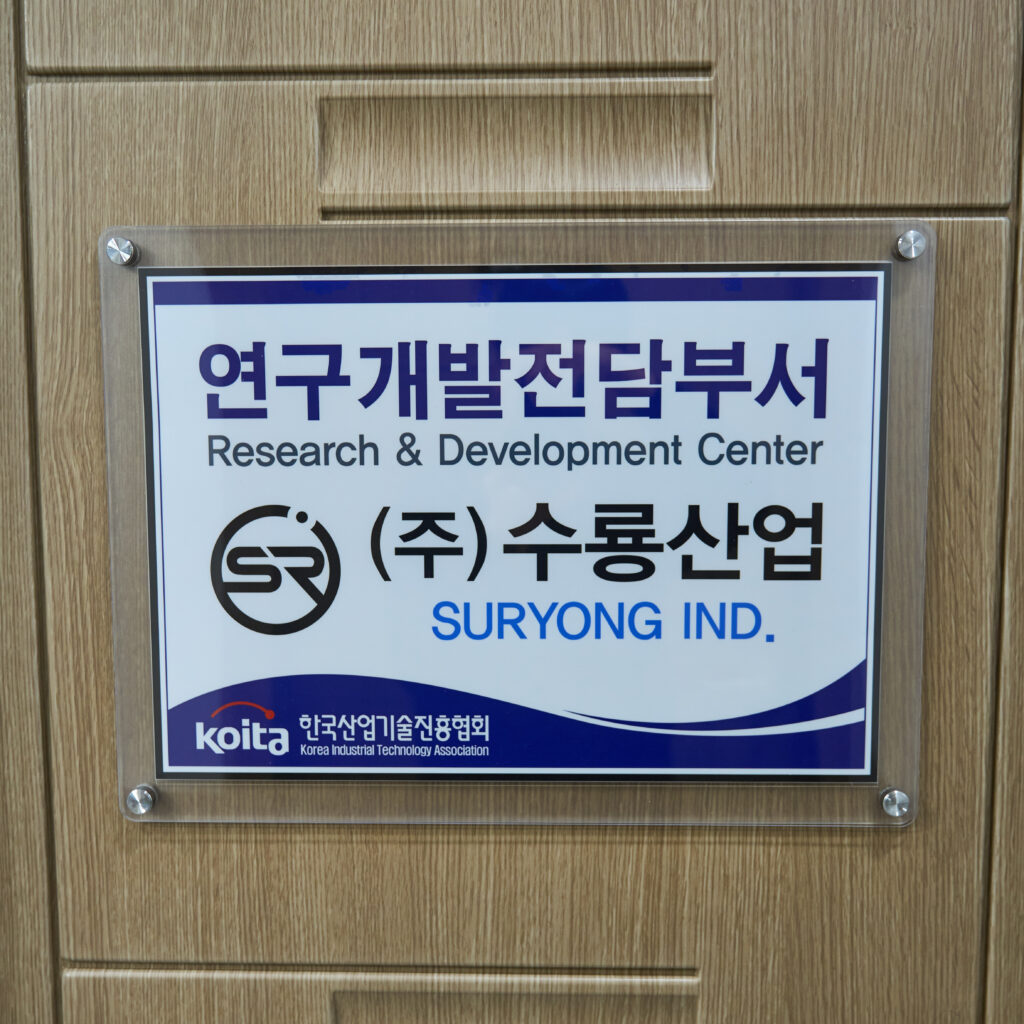 연구개발전담부서
Research & Development Center
SR (주)수룡산업
SURYONG IND.
koita 한국산업기술진흥협회
Korea Industrial Technology Association